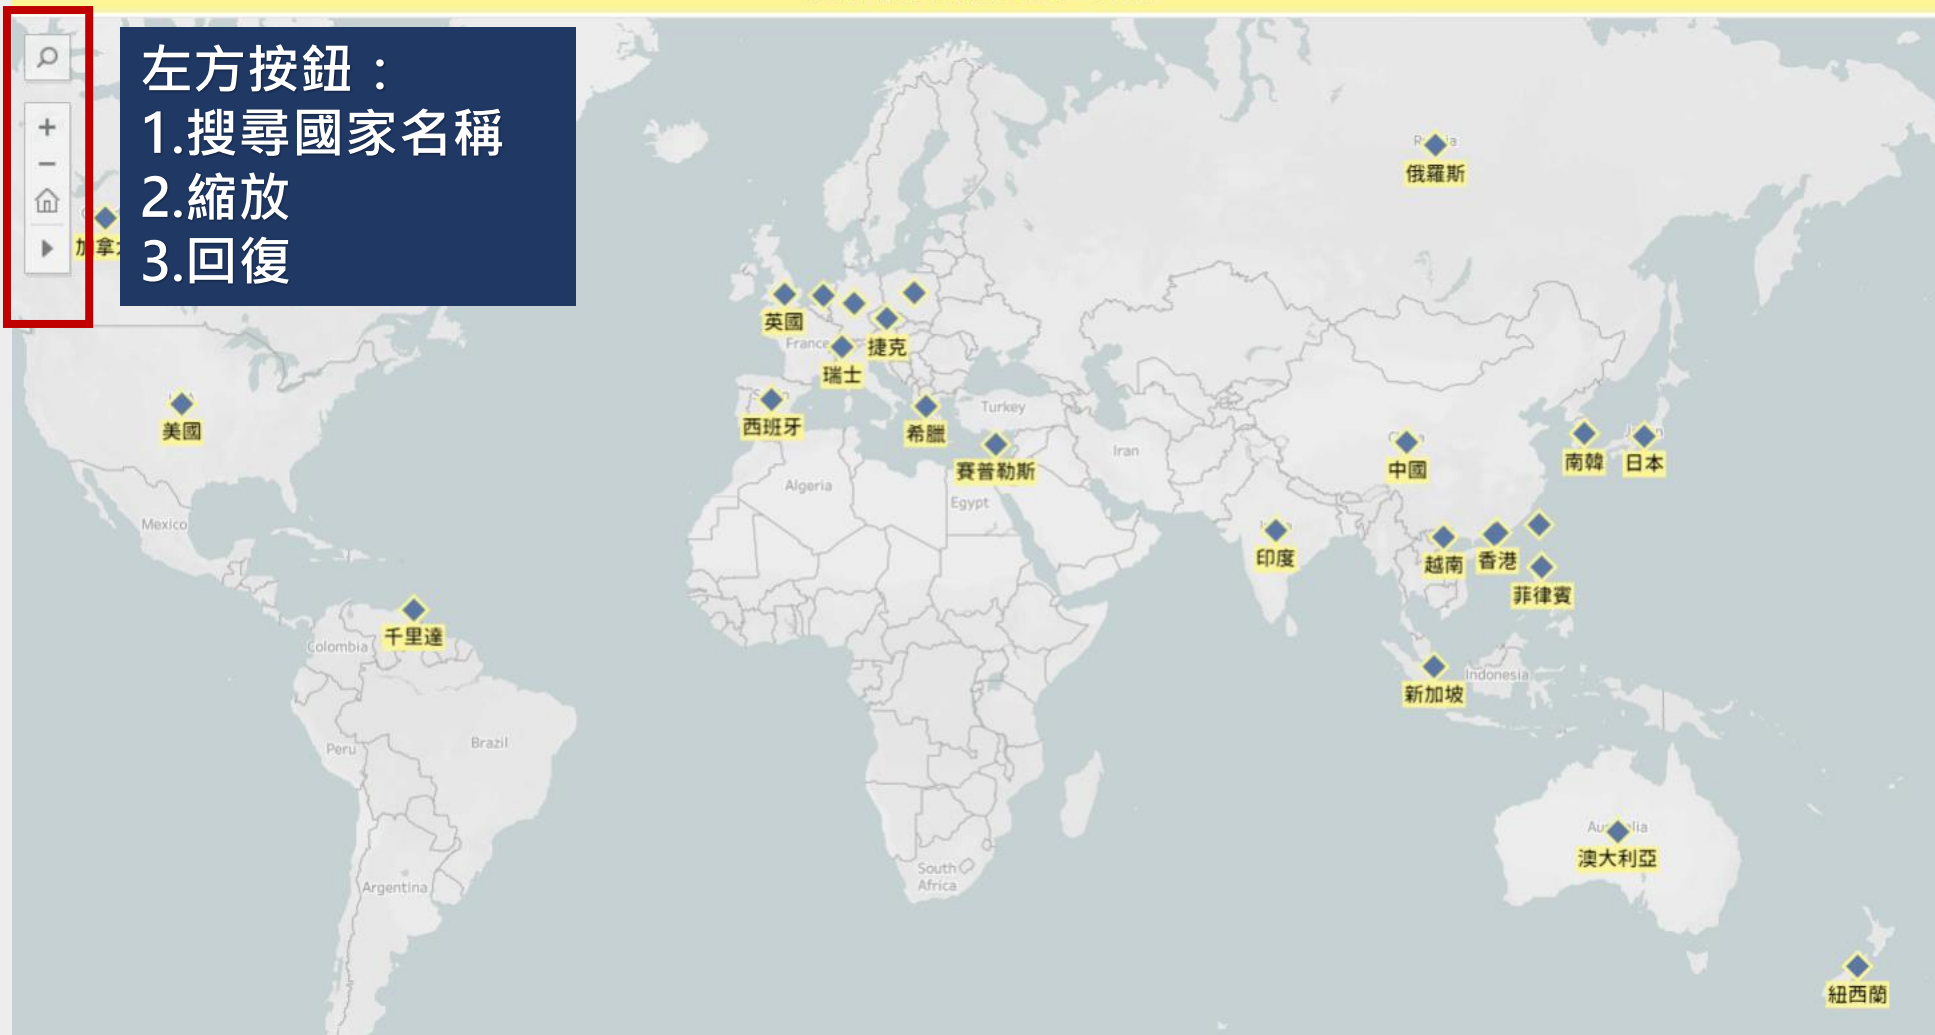 左方按鈕：
1.搜尋國家名稱
2.縮放
3.回復
俄羅斯
英國
France
捷克
瑞士
西班牙
希臘
Turkey
賽普勒斯
Iran
美國
中國
南韓
日本
Algeria
Egypt
Mexico
印度
越南
香港
菲律賓
千里達
Colombia
新加坡
Indonesia
Peru
Brazil
澳大利亞
South
Africa
Argentina
紐西蘭